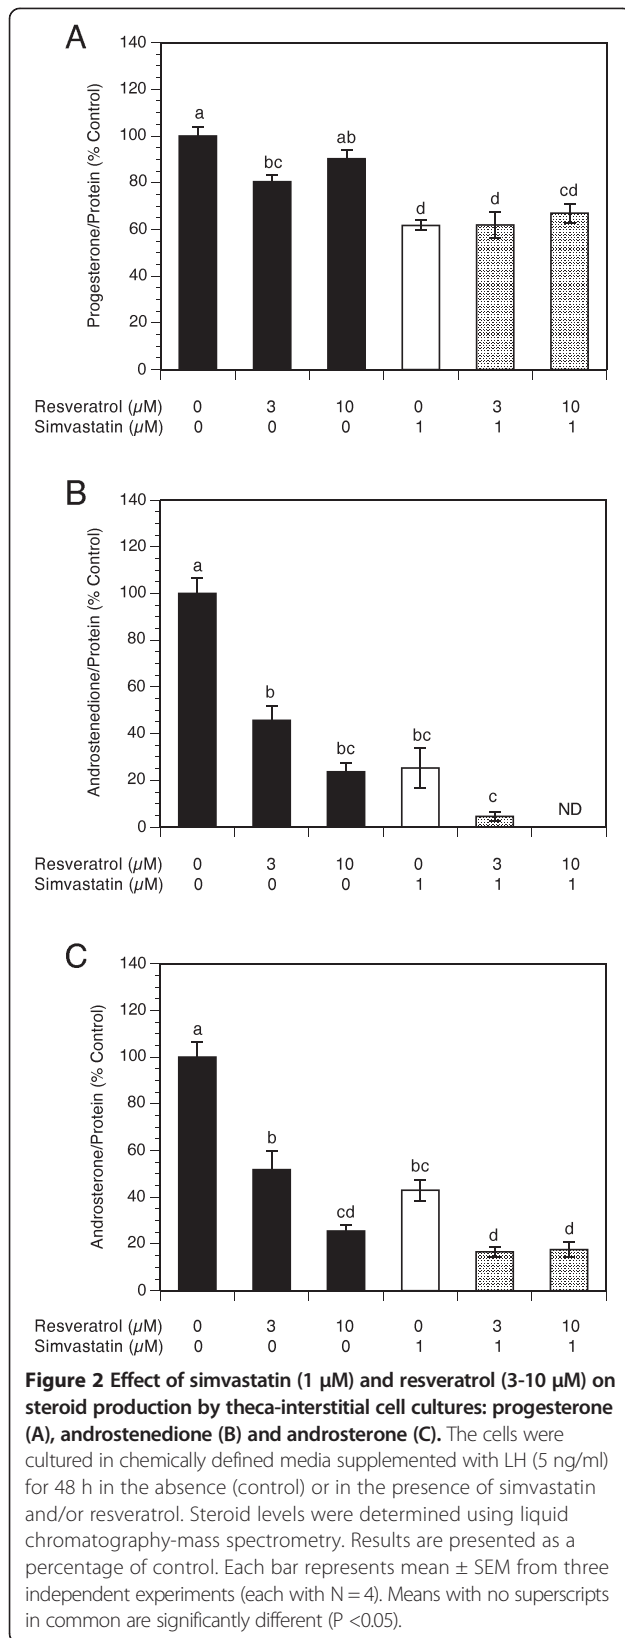 A
140
120
100
80
60
40
20
0
Progesterone/Protein (% Control)
a
bc
ab
d
d
cd
Resveratrol (µM) 0 3 10 0 3 10
Simvastatin (µM) 0 0 0 1 1 1
B
140
120
100
80
60
40
20
0
Androstenedione/Protein (% Control)
a
b
bc
bc
c
ND
Resveratrol (µM) 0 3 10 0 3 10
Simvastatin (µM) 0 0 0 1 1 1
C
140
120
100
80
60
40
20
0
Androsterone/Protein (% Control)
a
b
cd
bc
d
d
Resveratrol (µM) 0 3 10 0 3 10
Simvastatin (µM) 0 0 0 1 1 1
Figure 2 Effect of simvastatin (1 µM) and resveratrol (3-10 µM) on
steroid production by theca-interstitial cell cultures: progesterone
(A), androstenedione (B) and androsterone (C). The cells were
cultured in chemically defined media supplemented with LH (5 ng/ml)
for 48 h in the absence (control) or in the presence of simvastatin
and/or resveratrol. Steroid levels were determined using liquid
chromatography-mass spectrometry. Results are presented as a
percentage of control. Each bar represents mean ± SEM from three
independent experiments (each with N = 4). Means with no superscripts
in common are significantly different (P <0.05).